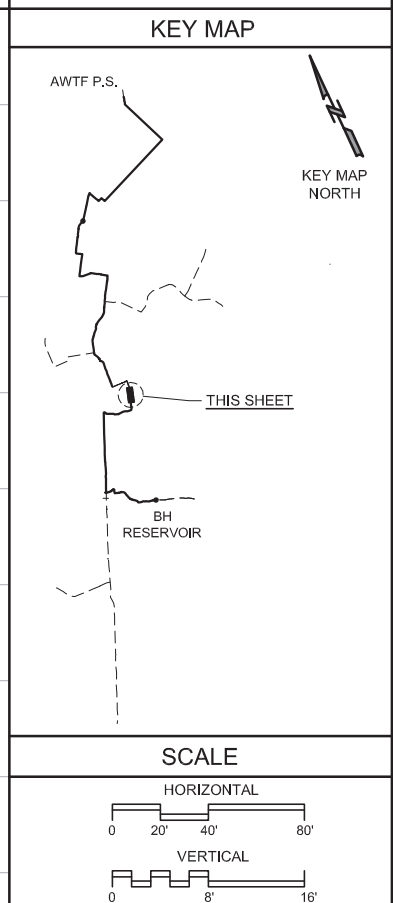 KEY MAP
AWTF P.S.
KEY MAP
NORTH
THIS SHEET
BH
RESERVOIR
SCALE
HORIZONTAL
0 20' 40' 80'
VERTICAL
0 8' 16'